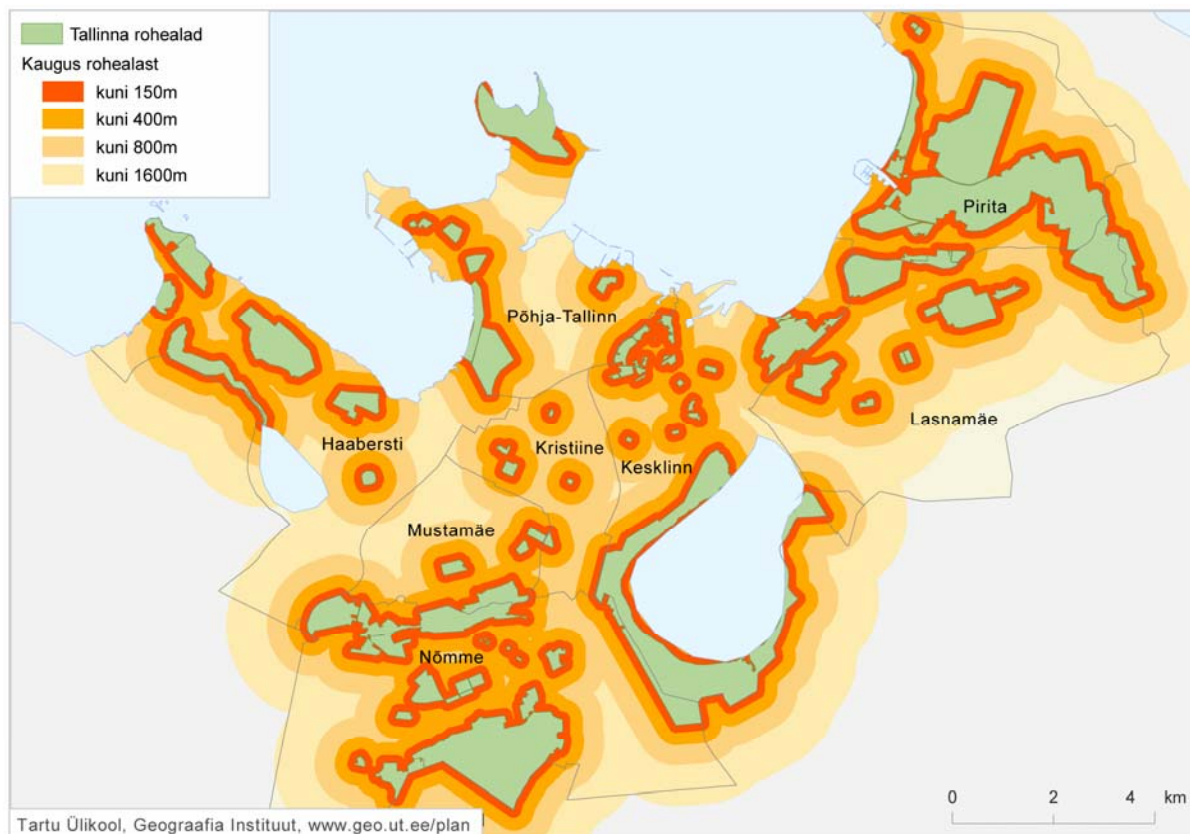 Tallinna rohealad
Kaugus rohealast
kuni 150m
kuni 400m
kuni 800m
kuni 1600m
Pirita
Põhja-Tallinn
Lasnamäe
Haabersti
Kristiine
Kesklinn
Mustamäe
Nõmme
0 2 4 km
Tartu Ülikool, Geograafia Instituut, www.geo.ut.ee/plan